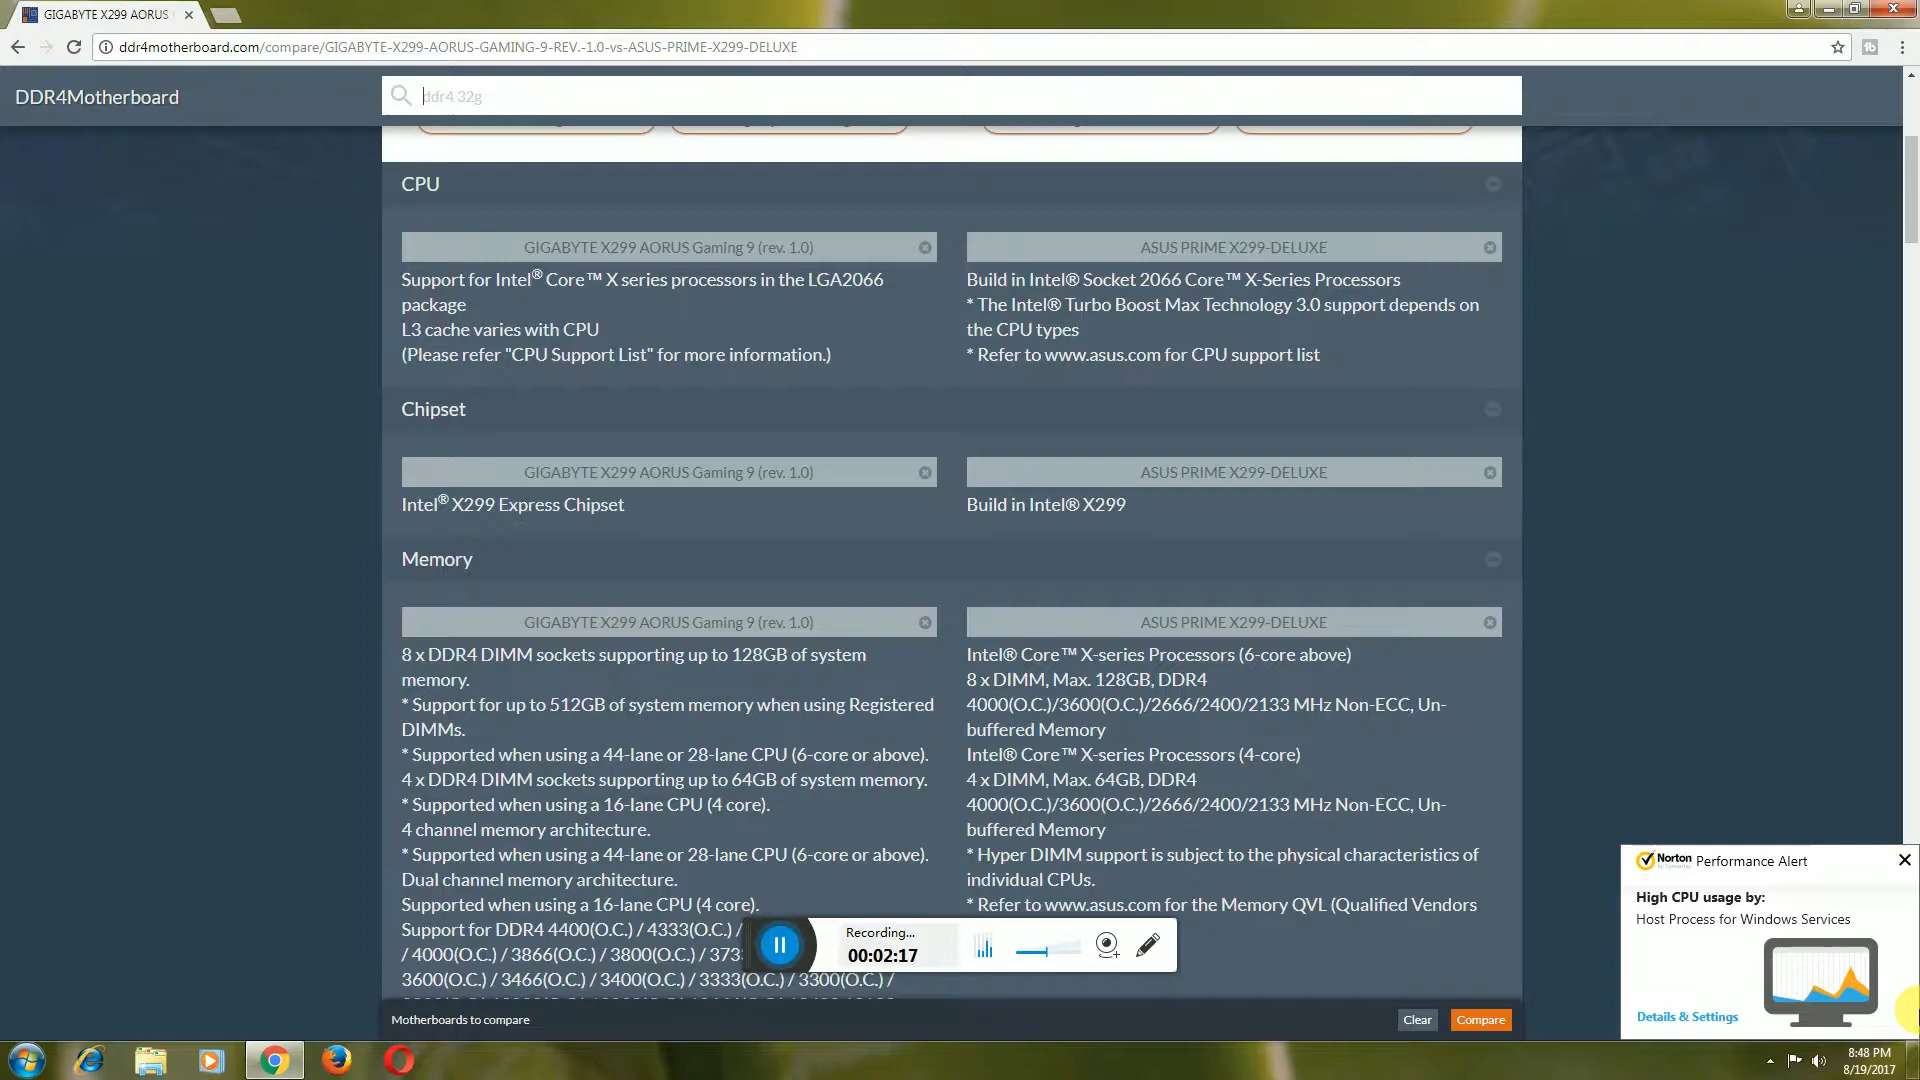 GIGABYTE X299 AORUS
ddr4motherboard.com/compare/GIGABYTE-X299-AORUS-GAMING-9-REV.-1.0-vs-ASUS-PRIME-X299-DELUXE
DDR4Motherboard
ddr4 32g
CPU
GIGABYTE X299 AORUS Gaming 9 (rev. 1.0)
Support for Intel® Core™ X series processors in the LGA2066
package
L3 cache varies with CPU
(Please refer "CPU Support List" for more information.)
ASUS PRIME X299-DELUXE
Build in Intel® Socket 2066 Core™ X-Series Processors
* The Intel® Turbo Boost Max Technology 3.0 support depends on
the CPU types
* Refer to www.asus.com for CPU support list
Chipset
GIGABYTE X299 AORUS Gaming 9 (rev. 1.0)
Intel® X299 Express Chipset
ASUS PRIME X299-DELUXE
Build in Intel® X299
Memory
GIGABYTE X299 AORUS Gaming 9 (rev. 1.0)
8 x DDR4 DIMM sockets supporting up to 128GB of system
memory.
* Support for up to 512GB of system memory when using Registered
DIMMs.
* Supported when using a 44-lane or 28-lane CPU (6-core or above).
4 x DDR4 DIMM sockets supporting up to 64GB of system memory.
* Supported when using a 16-lane CPU (4 core).
4 channel memory architecture.
* Supported when using a 44-lane or 28-lane CPU (6-core or above).
Dual channel memory architecture.
Supported when using a 16-lane CPU (4 core).
Support for DDR4 4400(O.C.) / 4333(O.C.) /
/ 4000(O.C.) / 3866(O.C.) / 3800(O.C.) / 373
3600(O.C.) / 3466(O.C.) / 3400(O.C.) / 3333(O.C.) / 3300(O.C.) /
ASUS PRIME X299-DELUXE
Intel® Core™ X-series Processors (6-core above)
8 x DIMM, Max. 128GB, DDR4
4000(O.C.)/3600(O.C.)/2666/2400/2133 MHz Non-ECC, Un-
buffered Memory
Intel® Core™ X-series Processors (4-core)
4 x DIMM, Max. 64GB, DDR4
4000(O.C.)/3600(O.C.)/2666/2400/2133 MHz Non-ECC, Un-
buffered Memory
* Hyper DIMM support is subject to the physical characteristics of
individual CPUs.
* Refer to www.asus.com for the Memory QVL (Qualified Vendors
Recording...
00:02:17
Motherboards to compare
Clear
Compare
Norton Performance Alert
High CPU usage by:
Host Process for Windows Services
Details & Settings
8:48 PM
8/19/2017